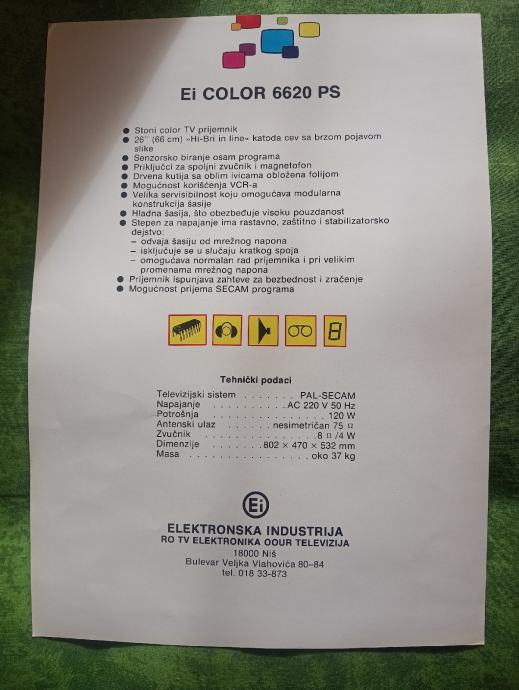 Ei COLOR 6620 PS
● Stoni color TV prijemnik
● 26" (66 cm) »Hi-Bri in line« katoda cev sa brzom pojavom
slike
● Senzorsko biranje osam programa
● Priključci za spoljni zvučnik i magnetofon
● Drvena kutija sa oblim ivicama obložena folijom
● Mogućnost korišćenja VCR-a
● Velika servisibilnost koju omogućava modularna
konstrukcija šasije
● Hladna šasija, što obezbeđuje visoku pouzdanost
● Stepen za napajanje ima rastavno, zaštitno i stabilizatorsko
dejstvo:
– odvaja šasiju od mrežnog napona
– isključuje se u slučaju kratkog spoja
– omogućava normalan rad prijemnika i pri velikim
promenama mrežnog napona
● Prijemnik ispunjava zahteve za bezbednost i zračenje
● Mogućnost prijema SECAM programa
8
Tehnički podaci
Televizijski sistem . . . . . . . PAL-SECAM
Napajanje . . . . . . . . . . AC 220 V 50 Hz
Potrošnja . . . . . . . . . . . . . . . . . 120 W
Antenski ulaz . . . . . . nesimetričan 75 Ω
Zvučnik . . . . . . . . . . . . . . . . 8 Ω /4 W
Dimenzije . . . . . . . 802 × 470 × 532 mm
Masa . . . . . . . . . . . . . . . . . oko 37 kg
Ei
ELEKTRONSKA INDUSTRIJA
RO TV ELEKTRONIKA OOUR TELEVIZIJA
18000 Niš
Bulevar Veljka Vlahovića 80–84
tel. 018 33-873